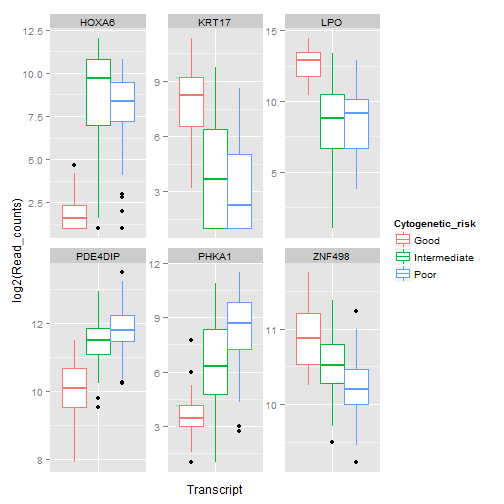 HOXA6 KRT17 LPO
12.5
10.0
7.5
5.0
2.5
9
6
3
15
10
5
log2(Read_counts)
Cytogenetic_risk
Good
Intermediate
Poor
PDE4DIP PHKA1 ZNF498
12
10
8
12
9
6
3
11
10
Transcript